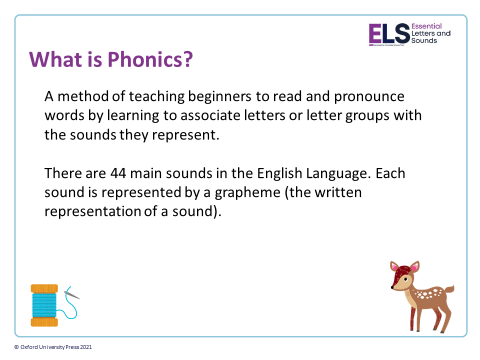 ELS Essential
Letters and
Sounds
What is Phonics?
A method of teaching beginners to read and pronounce
words by learning to associate letters or letter groups with
the sounds they represent.
There are 44 main sounds in the English Language. Each
sound is represented by a grapheme (the written
representation of a sound).
© Oxford University Press 2021